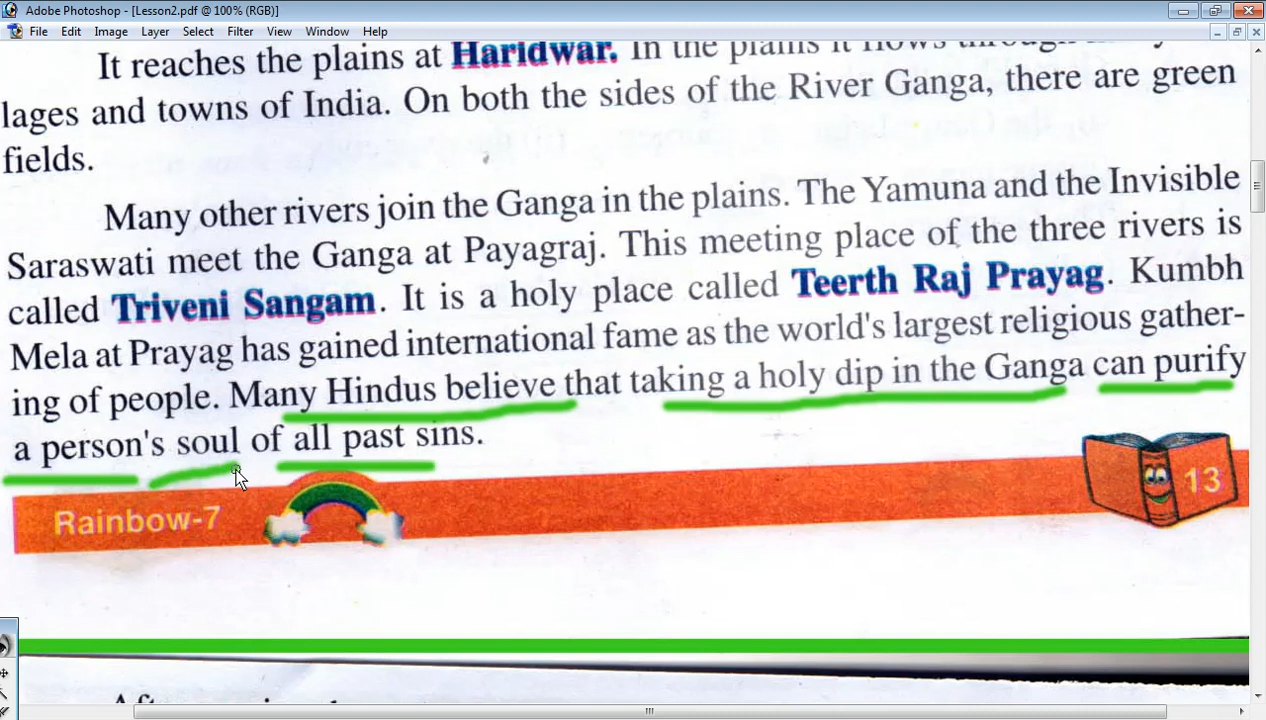 Adobe Photoshop - [Lesson2.pdf @ 100% (RGB)]
File Edit Image Layer Select Filter View Window Help
It reaches the plains at Haridwar. In the plains it flows through
lages and towns of India. On both the sides of the River Ganga, there are green
fields.
Many other rivers join the Ganga in the plains. The Yamuna and the Invisible
Saraswati meet the Ganga at Payagraj. This meeting place of the three rivers is
called Triveni Sangam. It is a holy place called Teerth Raj Prayag. Kumbh
Mela at Prayag has gained international fame as the world's largest religious gather-
ing of people. Many Hindus believe that taking a holy dip in the Ganga can purify
a person's soul of all past sins.
Rainbow-7
13